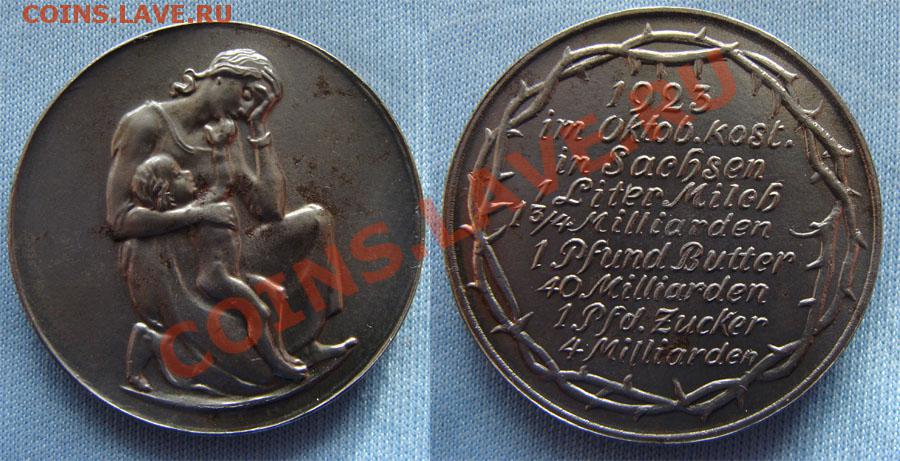 COINS.LAVE.RU
1923
im Oktob. kost.
in Sachsen
1 Liter Milch
1 3/4 Milliarden
1 Pfund Butter
40 Milliarden
1 Pfd. Zucker
4 Milliarden
COINS.LAVE.RU